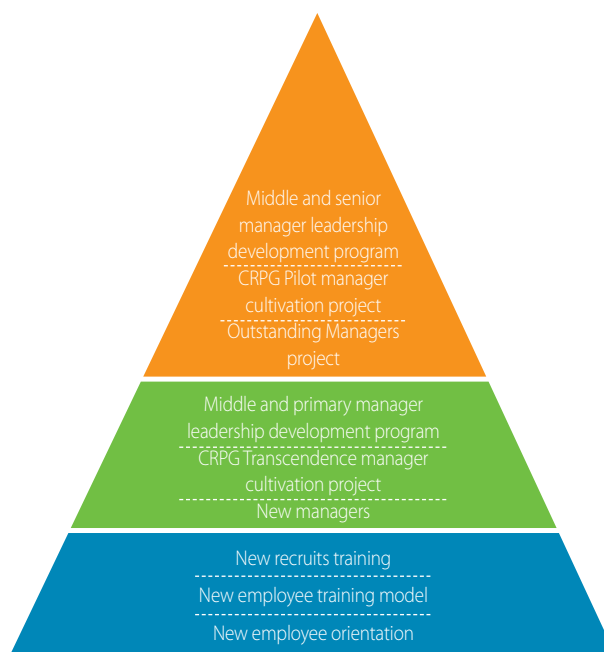 Middle and senior
manager leadership
development program
CRPG Pilot manager
cultivation project
Outstanding Managers
project
Middle and primary manager
leadership development program
CRPG Transcendence manager
cultivation project
New managers
New recruits training
New employee training model
New employee orientation